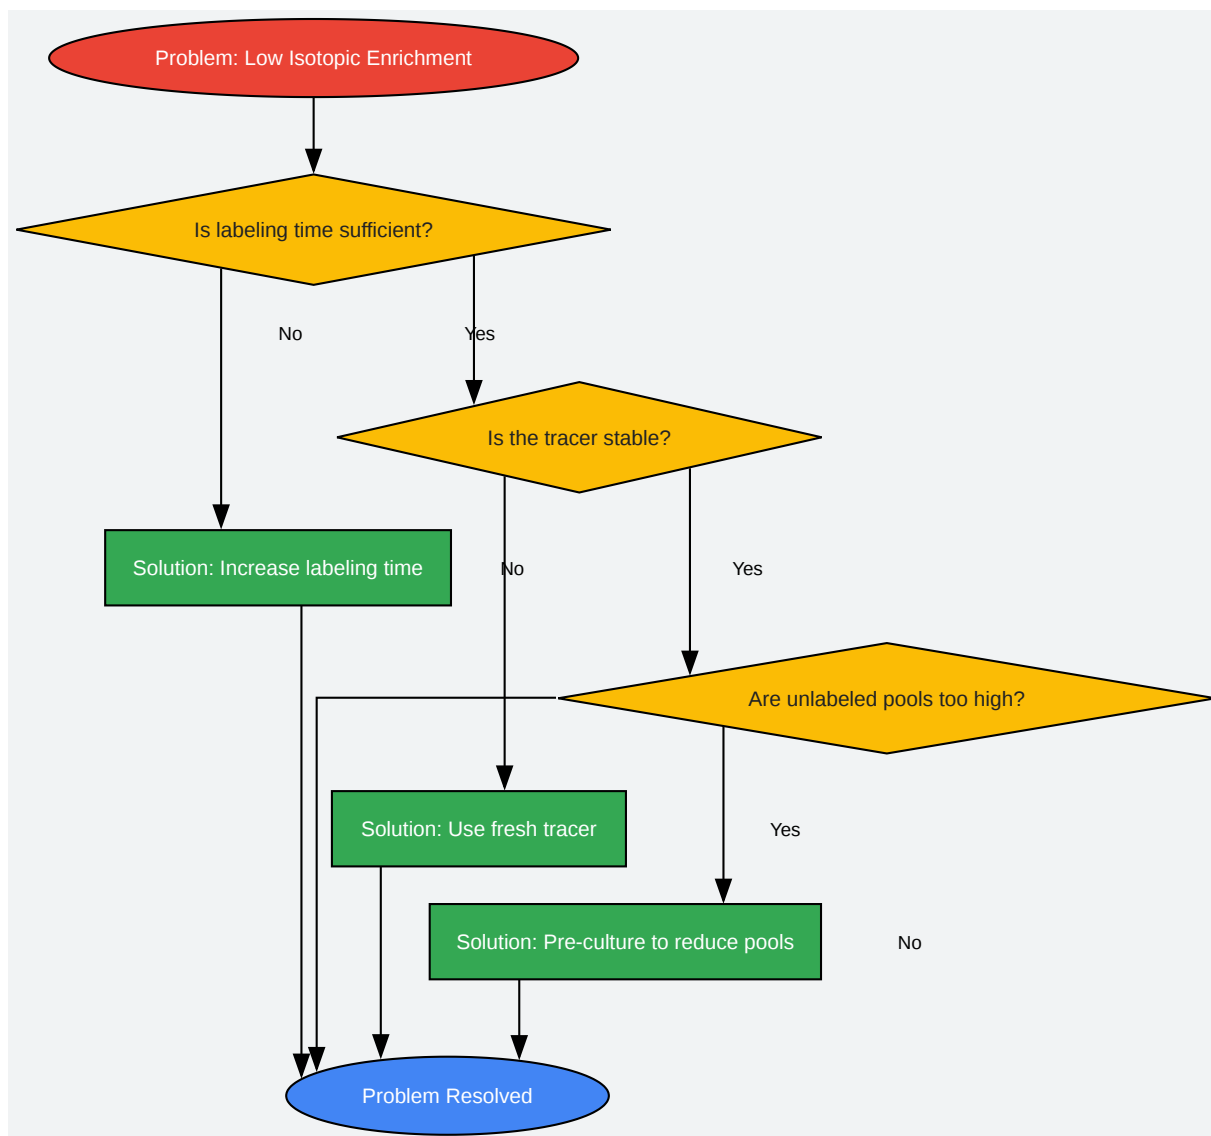 Problem: Low Isotopic Enrichment
Is labeling time sufficient?
No
Yes
Is the tracer stable?
Solution: Increase labeling time
No
Yes
Are unlabeled pools too high?
Solution: Use fresh tracer
Yes
Solution: Pre-culture to reduce pools
No
Problem Resolved